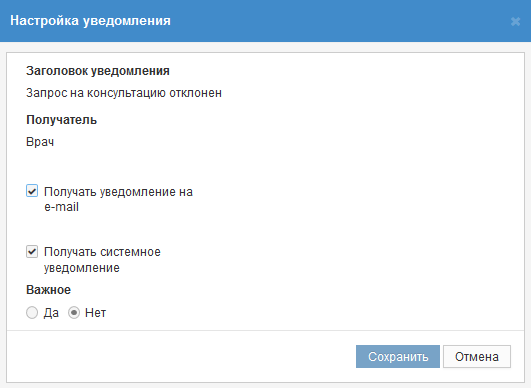 Настройка уведомления
Заголовок уведомления
Запрос на консультацию отклонен
Получатель
Врач
Получать уведомление на
e-mail
Получать системное
уведомление
Важное
Да Нет
Сохранить Отмена